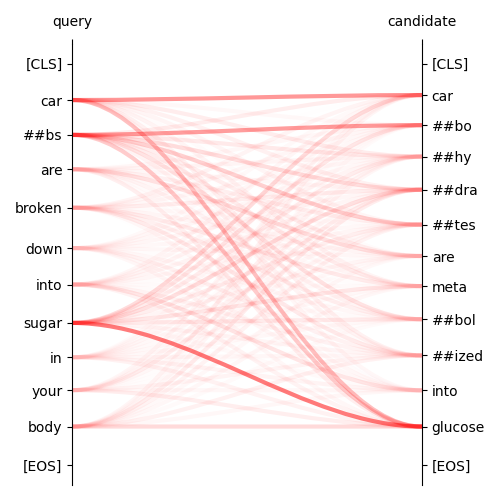 query candidate
[CLS] [CLS]
car car
##bs ##bo
are ##hy
broken ##dra
down ##tes
into are
sugar meta
in ##bol
your ##ized
body into
[EOS] glucose
[EOS]